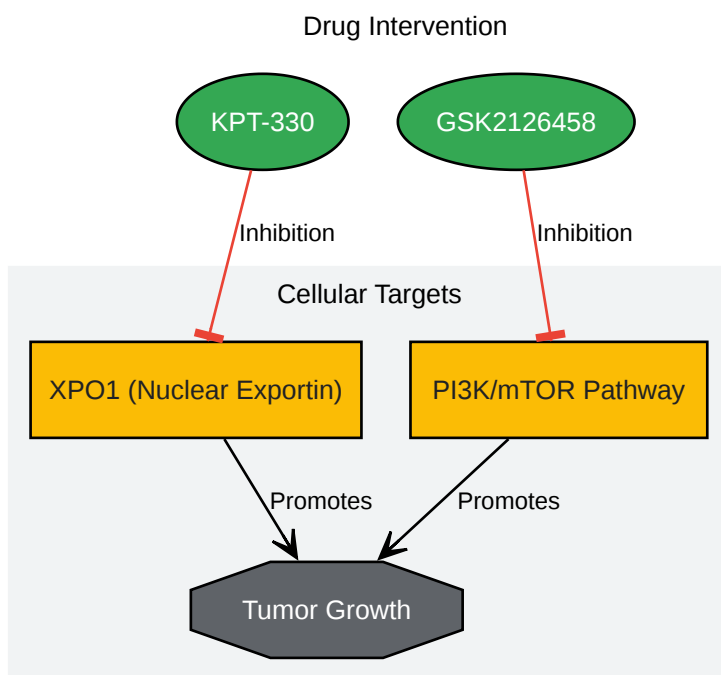 Drug Intervention
KPT-330
GSK2126458
Inhibition
Inhibition
Cellular Targets
XPO1 (Nuclear Exportin)
PI3K/mTOR Pathway
Promotes
Promotes
Tumor Growth